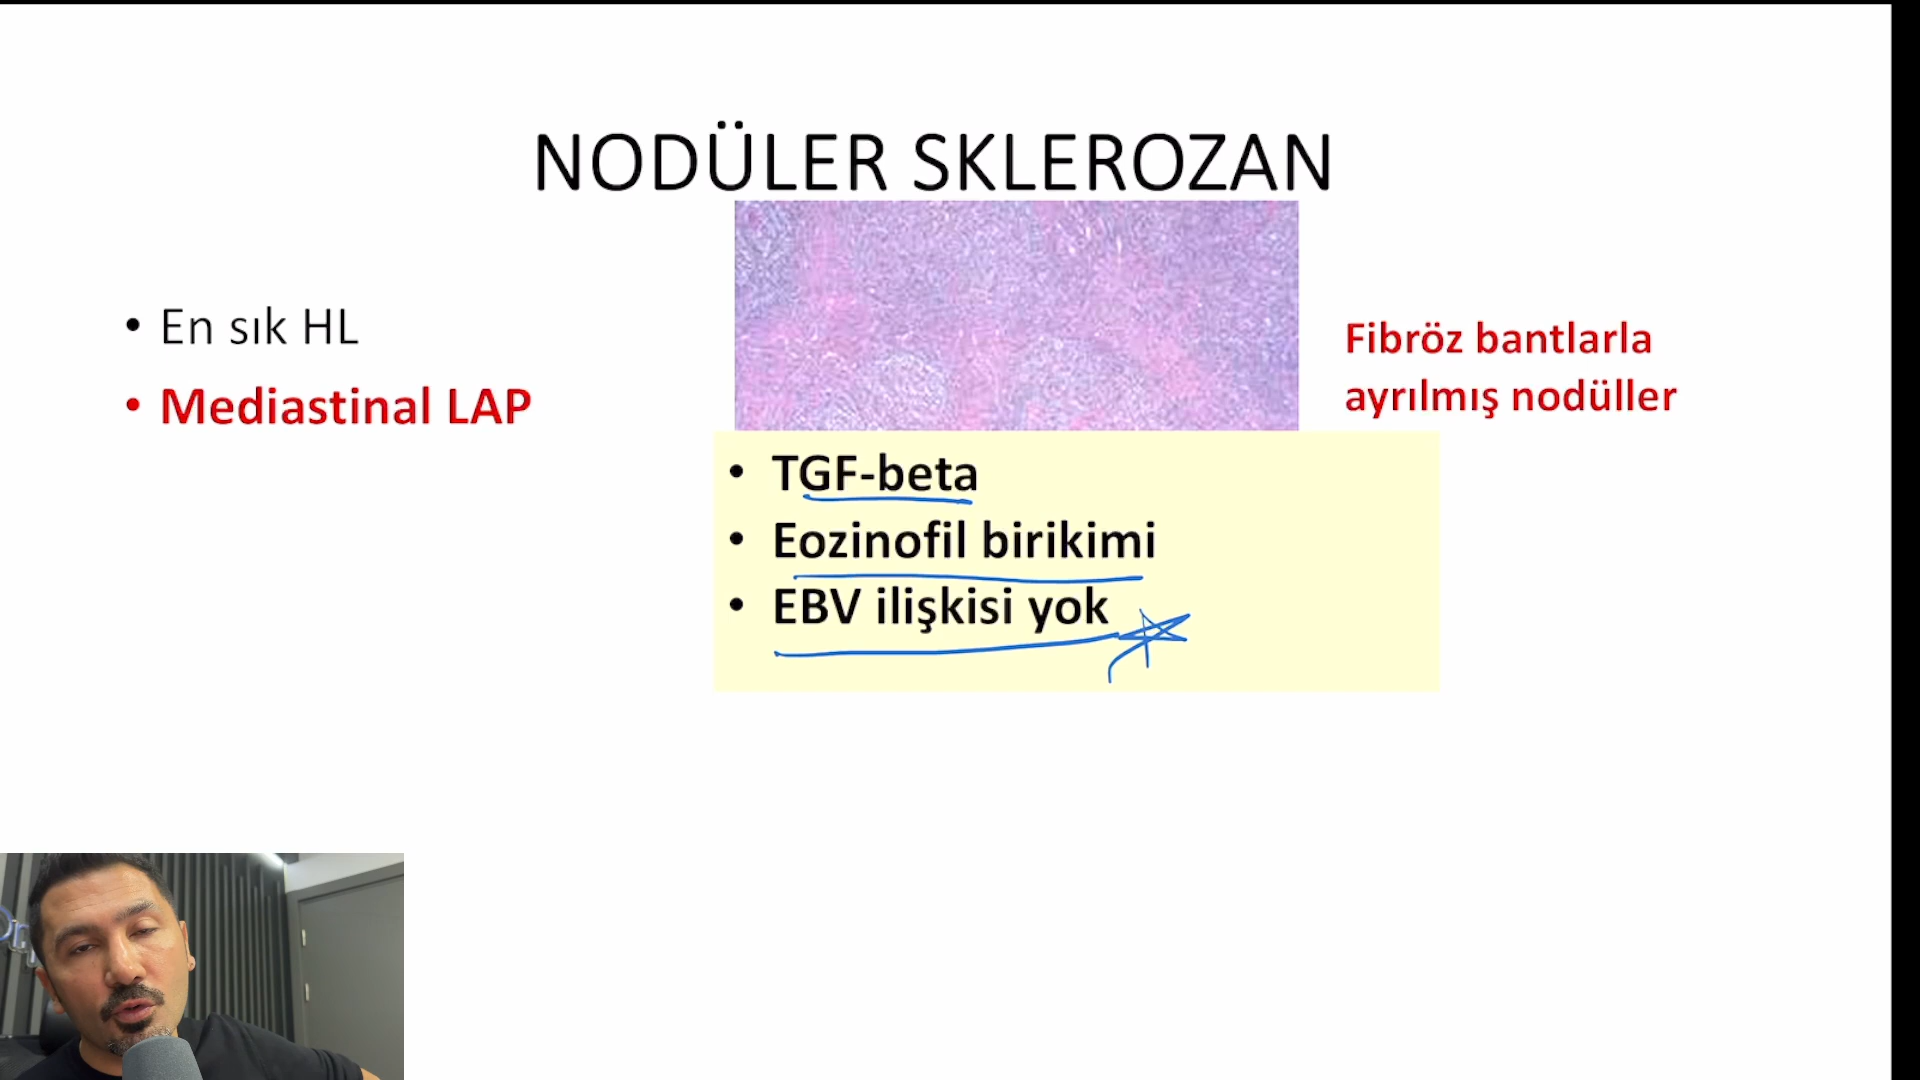 NODÜLER SKLEROZAN
• En sık HL
• Mediastinal LAP
Fibröz bantlarla
ayrılmış nodüller
• TGF-beta
• Eozinofil birikimi
• EBV ilişkisi yok